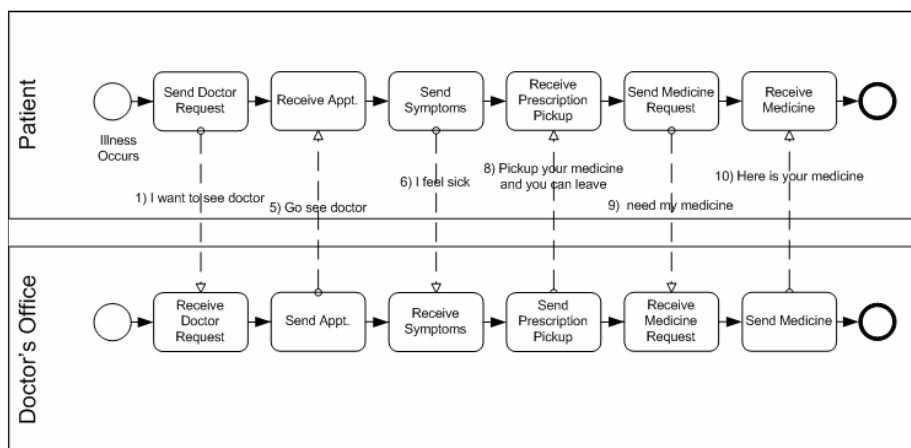 Patient
Send Doctor
Request
Receive Appt.
Send
Symptoms
Receive
Prescription
Pickup
Send Medicine
Request
Receive
Medicine
Illness
Occurs
1) I want to see doctor
5) Go see doctor
6) I feel sick
8) Pickup your medicine
and you can leave
9) need my medicine
10) Here is your medicine
Doctor's Office
Receive
Doctor
Request
Send Appt.
Receive
Symptoms
Send
Prescription
Pickup
Receive
Medicine
Request
Send Medicine